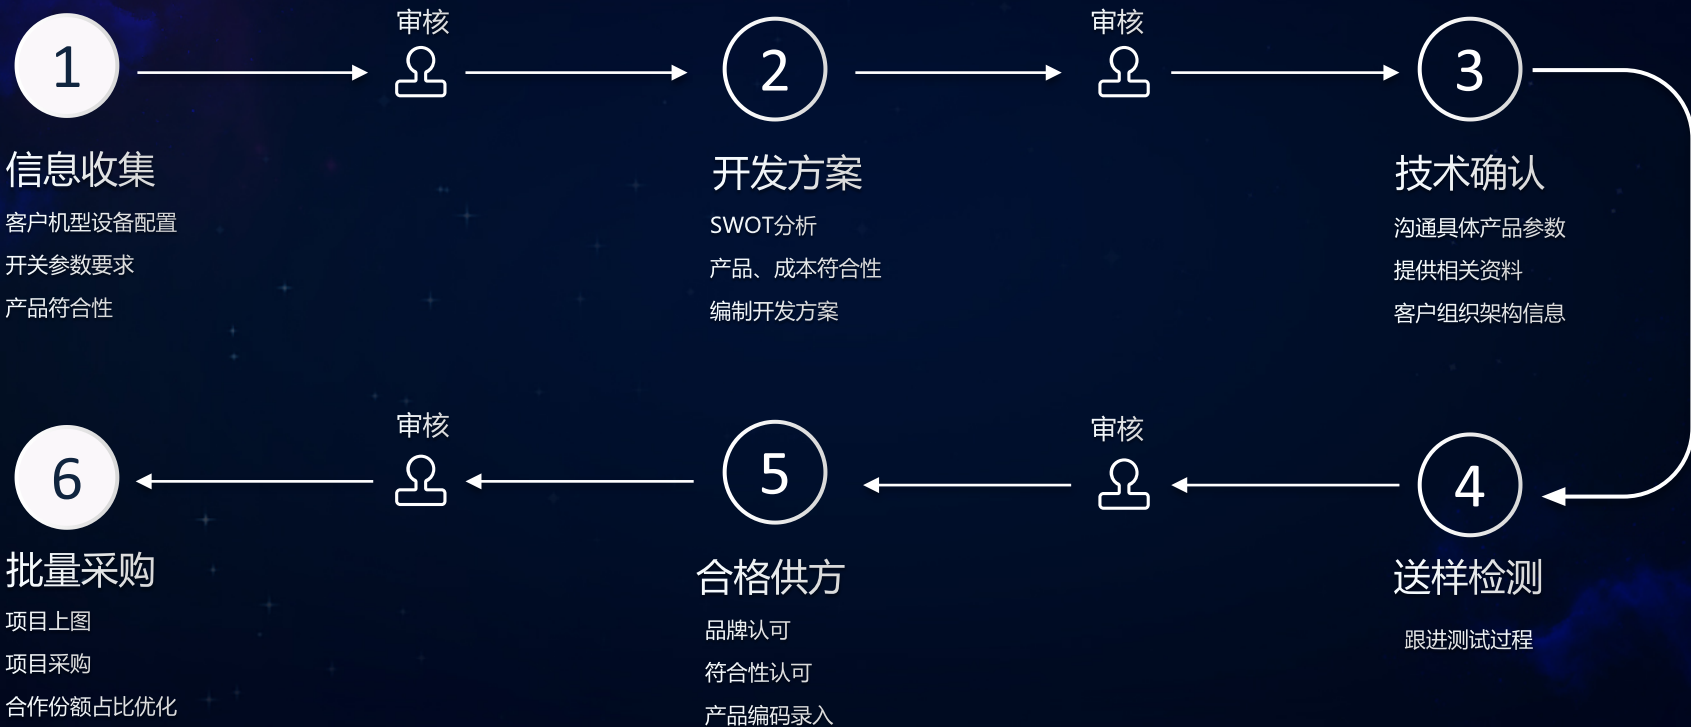 1
审核
2
审核
3
信息收集
客户机型设备配置
开关参数要求
产品符合性
开发方案
SWOT分析
产品、成本符合性
编制开发方案
技术确认
沟通具体产品参数
提供相关资料
客户组织架构信息
4
审核
5
审核
6
送样检测
跟进测试过程
合格供方
品牌认可
符合性认可
产品编码录入
批量采购
项目上图
项目采购
合作份额占比优化